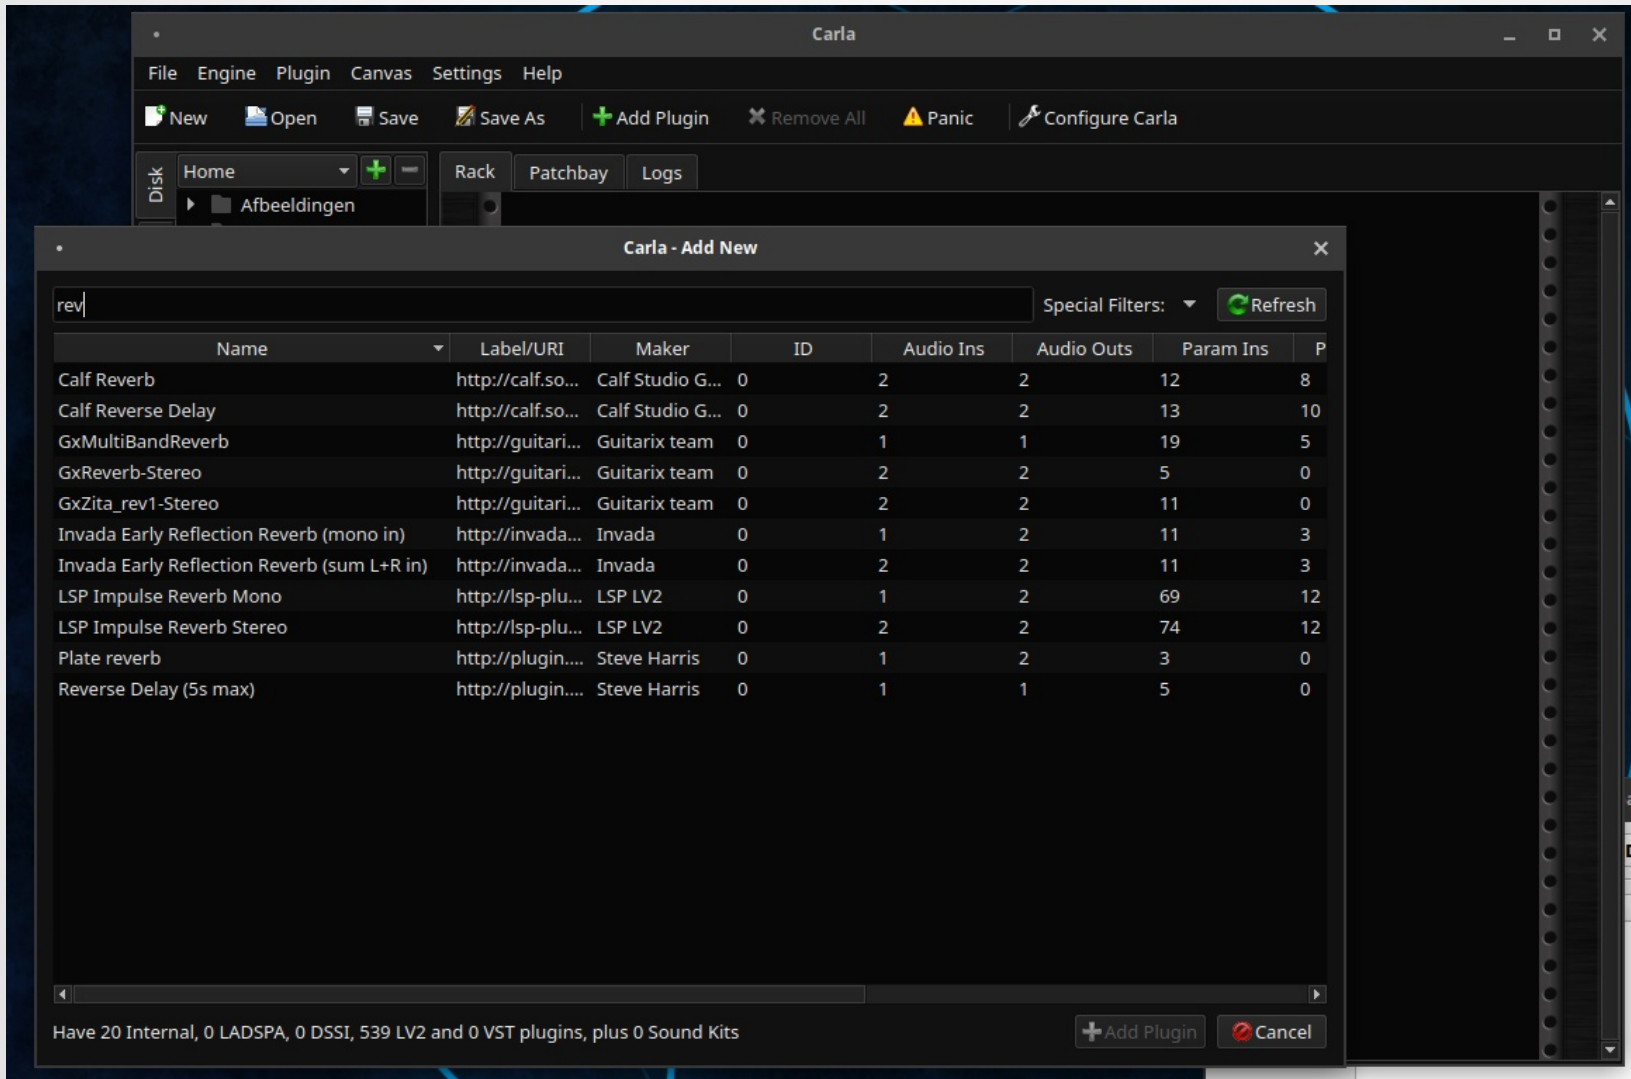 Carla
File Engine Plugin Canvas Settings Help
New Open Save Save As Add Plugin Remove All Panic Configure Carla
Disk Home Rack Patchbay Logs
Afbeeldingen
Carla - Add New
rev Special Filters: Refresh
Name Label/URI Maker ID Audio Ins Audio Outs Param Ins P
Calf Reverb http://calf.so... Calf Studio G... 0 2 2 12 8
Calf Reverse Delay http://calf.so... Calf Studio G... 0 2 2 13 10
GxMultiBandReverb http://guitari... Guitarix team 0 1 1 19 5
GxReverb-Stereo http://guitari... Guitarix team 0 2 2 5 0
GxZita_rev1-Stereo http://guitari... Guitarix team 0 2 2 11 0
Invada Early Reflection Reverb (mono in) http://invada... Invada 0 1 2 11 3
Invada Early Reflection Reverb (sum L+R in) http://invada... Invada 0 2 2 11 3
LSP Impulse Reverb Mono http://lsp-plu... LSP LV2 0 1 2 69 12
LSP Impulse Reverb Stereo http://lsp-plu... LSP LV2 0 2 2 74 12
Plate reverb http://plugin.... Steve Harris 0 1 2 3 0
Reverse Delay (5s max) http://plugin.... Steve Harris 0 1 1 5 0
Have 20 Internal, 0 LADSPA, 0 DSSI, 539 LV2 and 0 VST plugins, plus 0 Sound Kits Add Plugin Cancel